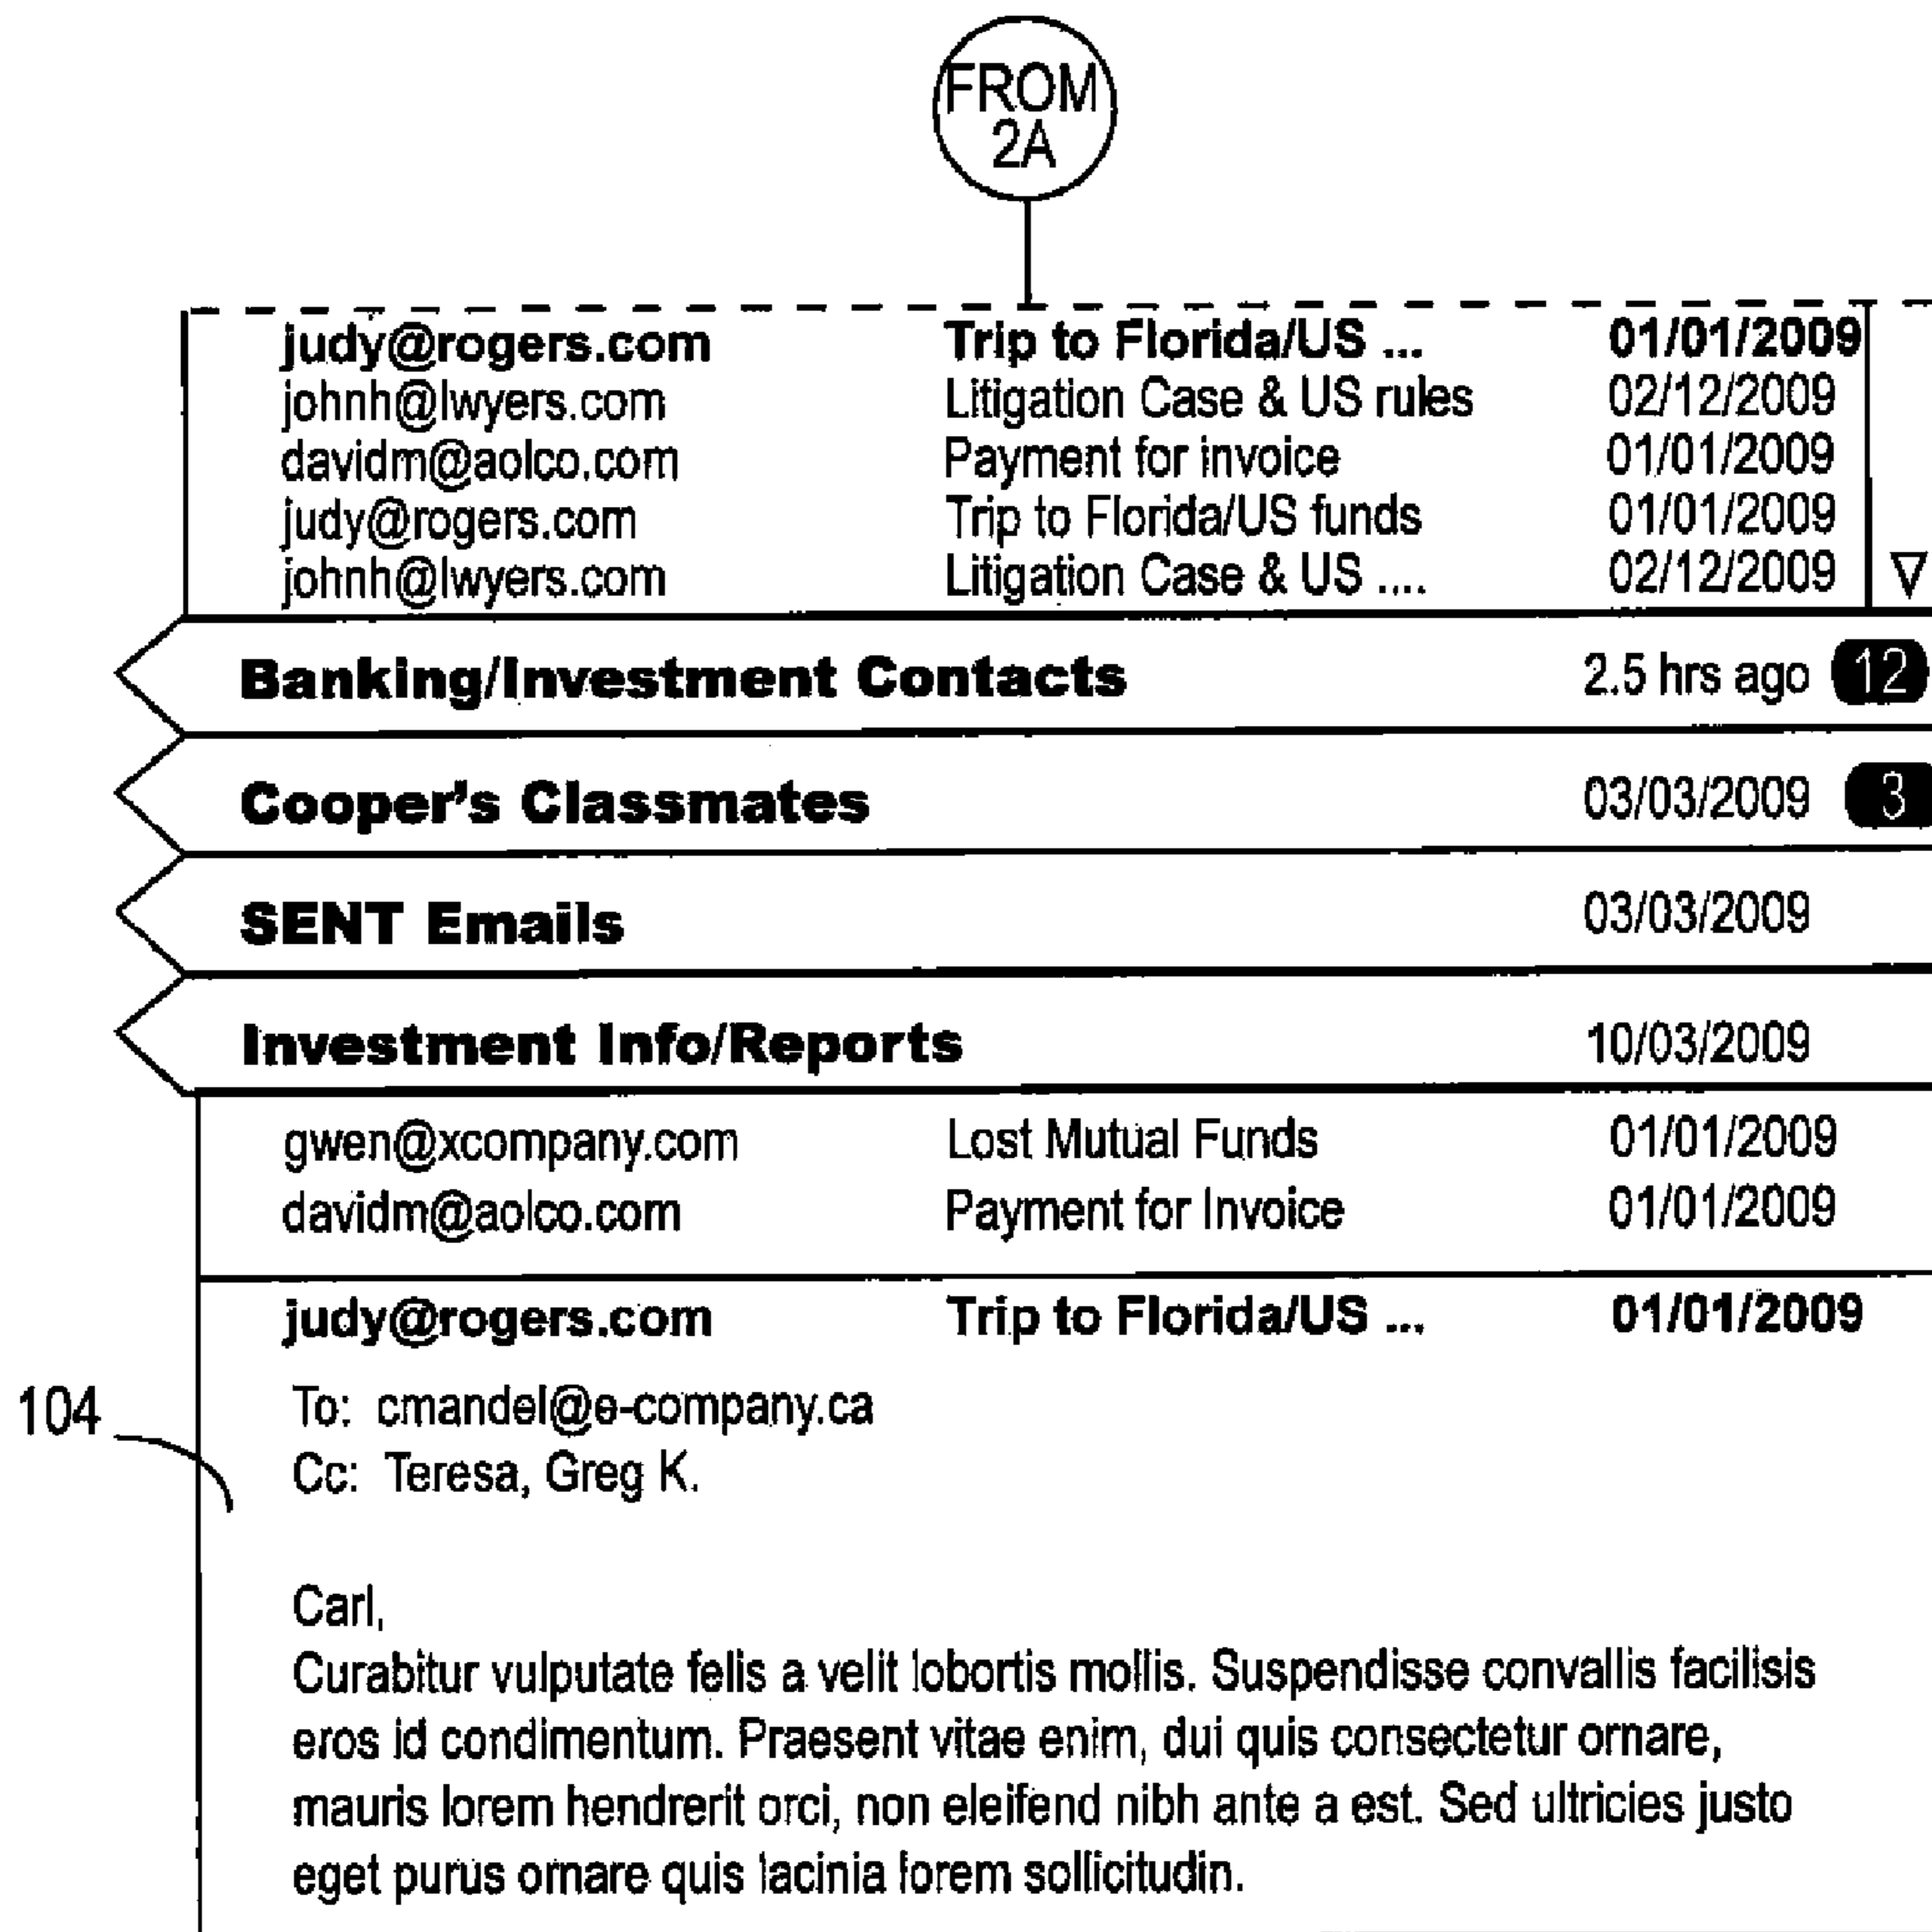 FROM
2A
judy@rogers.com Trip to Florida/US ... 01/01/2009
johnh@lwyers.com Litigation Case & US rules 02/12/2009
davidm@aolco.com Payment for invoice 01/01/2009
judy@rogers.com Trip to Florida/US funds 01/01/2009
johnh@lwyers.com Litigation Case & US .... 02/12/2009
Banking/Investment Contacts 2.5 hrs ago 12
Cooper's Classmates 03/03/2009 3
SENT Emails 03/03/2009
Investment Info/Reports 10/03/2009
gwen@xcompany.com Lost Mutual Funds 01/01/2009
davidm@aolco.com Payment for Invoice 01/01/2009
judy@rogers.com Trip to Florida/US ... 01/01/2009
104 To: cmandel@e-company.ca
Cc: Teresa, Greg K.
Carl,
Curabitur vulputate felis a velit lobortis mollis. Suspendisse convallis facilisis
eros id condimentum. Praesent vitae enim, dui quis consectetur ornare,
mauris lorem hendrerit orci, non eleifend nibh ante a est. Sed ultricies justo
eget purus ornare quis lacinia lorem sollicitudin.